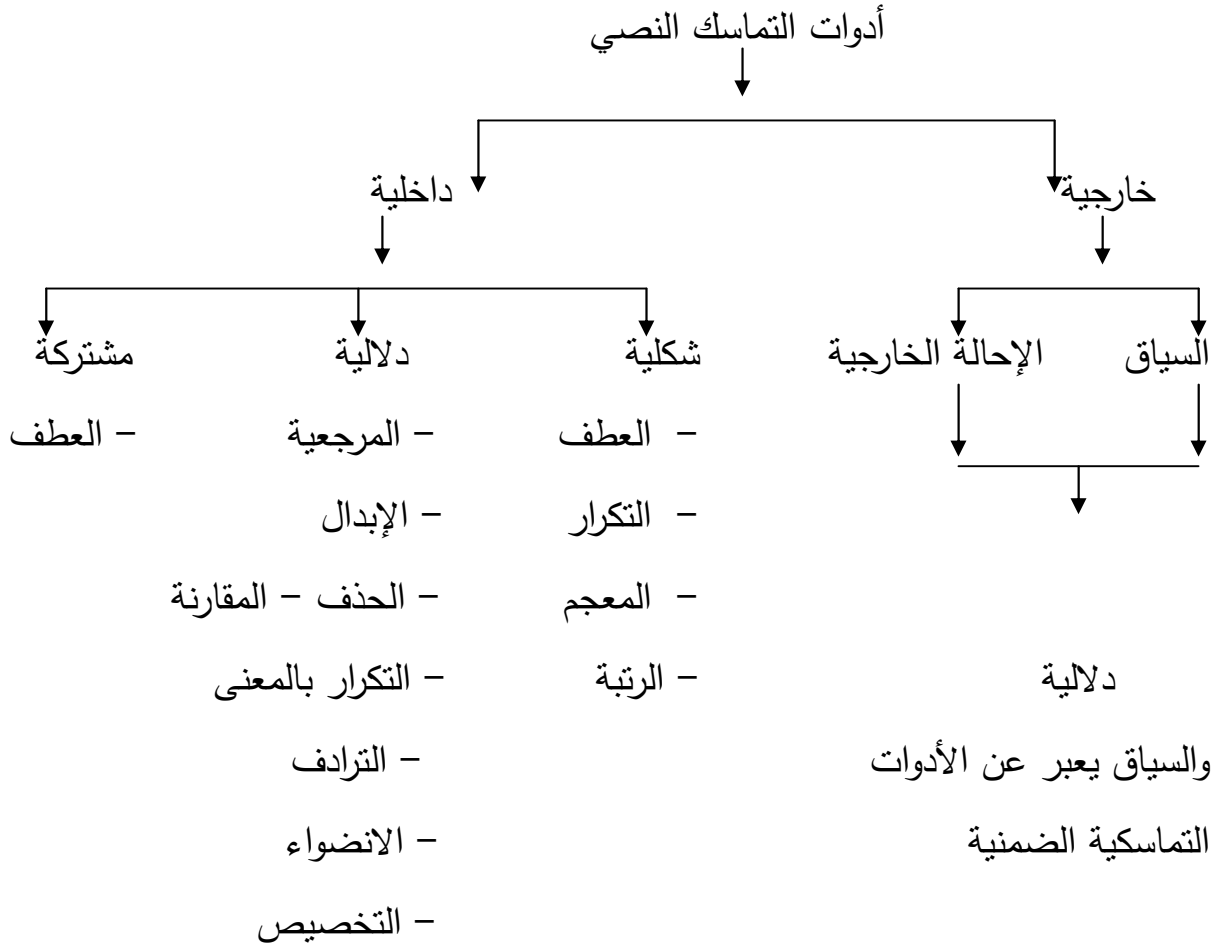 أدوات التماسك النصي
خارجية داخلية
السياق الإحالة الخارجية شكلية دلالية مشتركة
– العطف – المرجعية – العطف
– التكرار – الإبدال
– المعجم – الحذف – المقارنة
دلالية – الرتبة – التكرار بالمعنى
والسياق يعبر عن الأدوات – الترادف
التماسكية الضمنية – الانضواء
– التخصيص